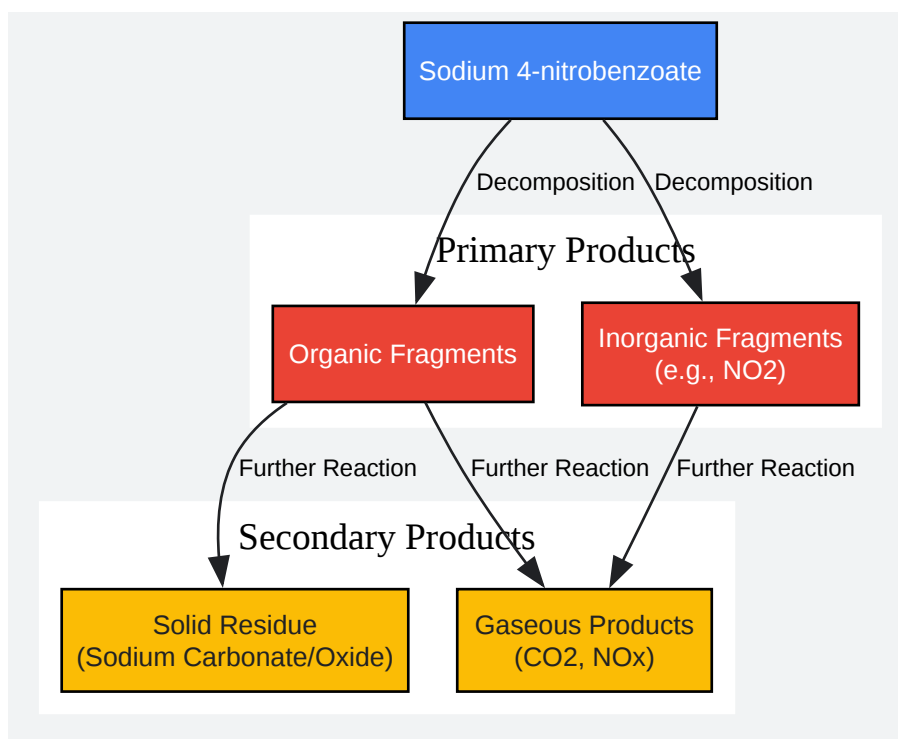 Sodium 4-nitrobenzoate
Decomposition
Decomposition
Primary Products
Organic Fragments
Inorganic Fragments
(e.g., NO2)
Further Reaction
Further Reaction
Further Reaction
Secondary Products
Solid Residue
(Sodium Carbonate/Oxide)
Gaseous Products
(CO2, NOx)